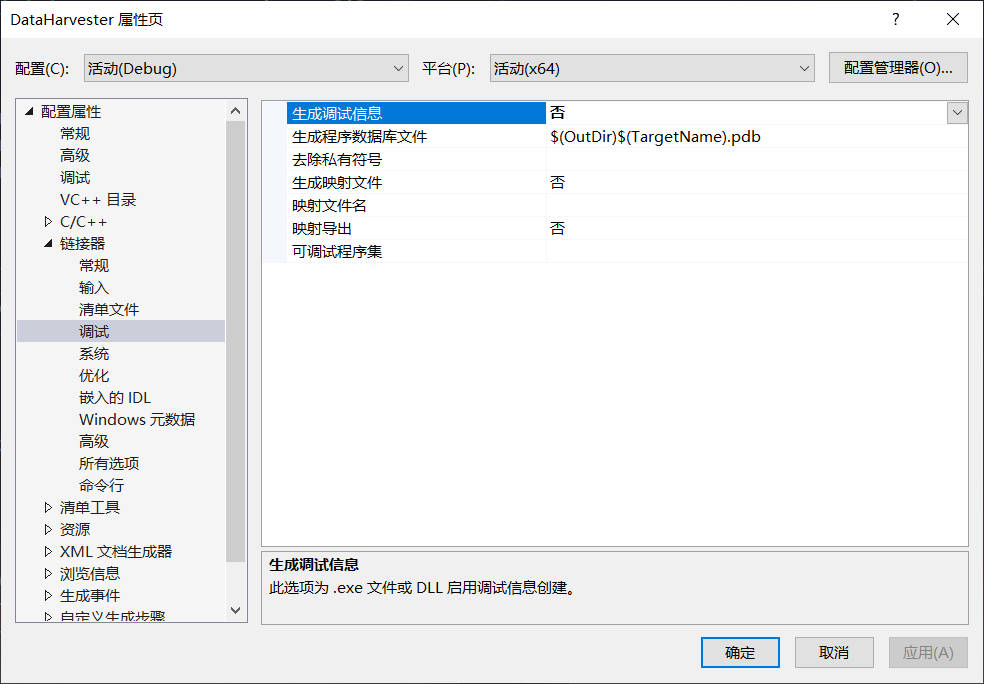 DataHarvester 属性页
?
配置(C): 活动(Debug) 平台(P): 活动(x64) 配置管理器(O)...
配置属性
常规
高级
调试
VC++ 目录
C/C++
链接器
常规
输入
清单文件
调试
系统
优化
嵌入的 IDL
Windows 元数据
高级
所有选项
命令行
清单工具
资源
XML 文档生成器
浏览信息
生成事件
自定义生成步骤
生成调试信息 否
生成程序数据库文件 $(OutDir)$(TargetName).pdb
去除私有符号
生成映射文件 否
映射文件名
映射导出 否
可调试程序集
生成调试信息
此选项为 .exe 文件或 DLL 启用调试信息创建。
确定 取消 应用(A)